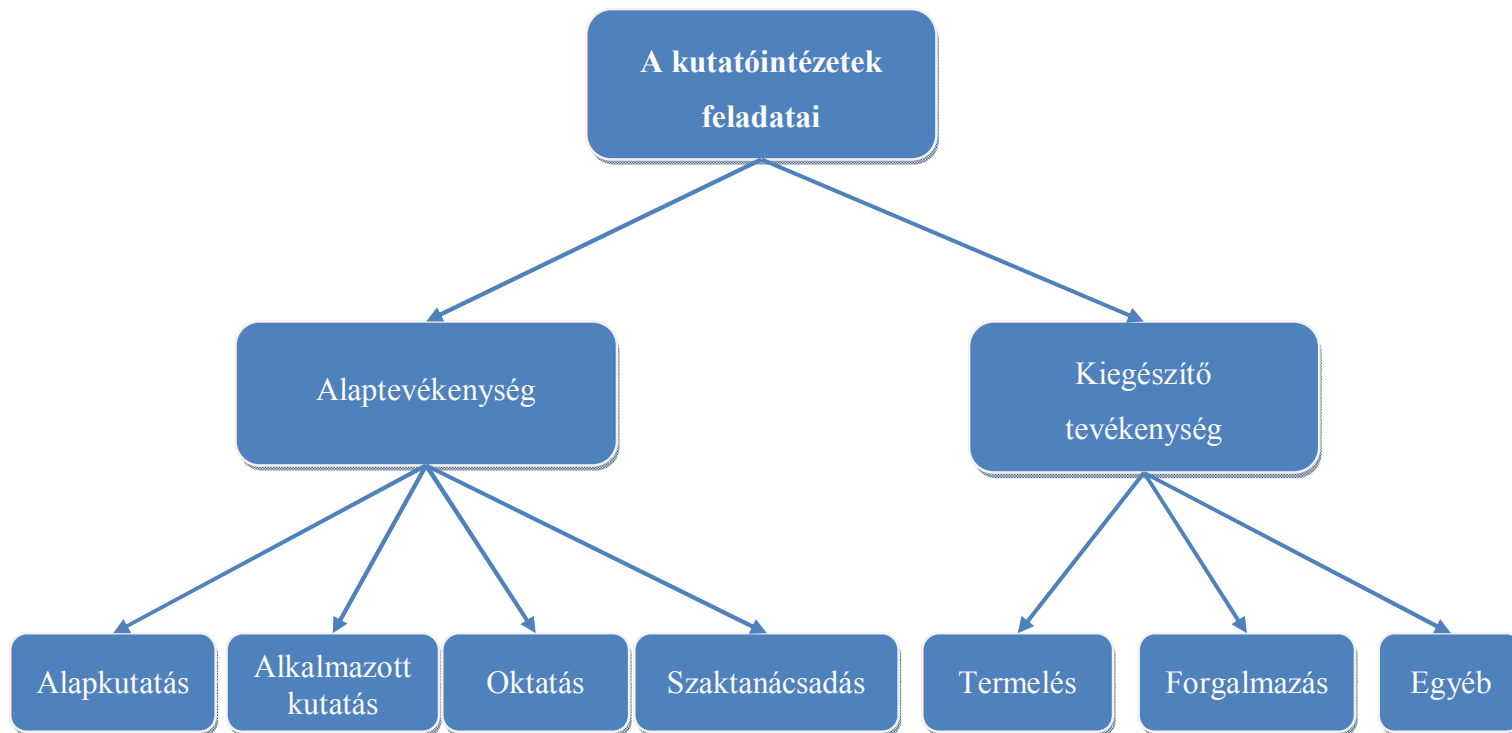 A kutatóintézetek
feladatai
Alaptevékenység
Kiegészítő
tevékenység
Alapkutatás
Alkalmazott
kutatás
Oktatás
Szaktanácsadás
Termelés
Forgalmazás
Egyéb